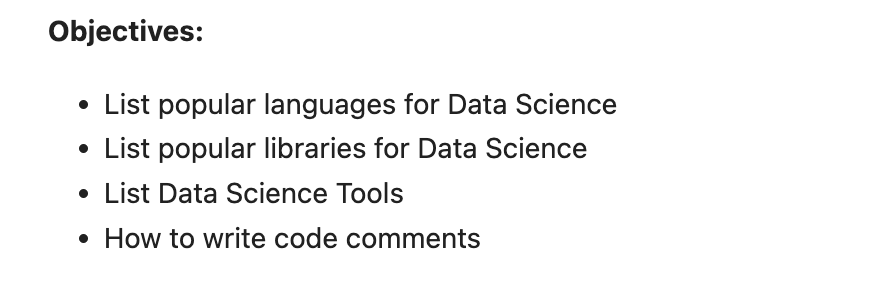 Objectives:
• List popular languages for Data Science
• List popular libraries for Data Science
• List Data Science Tools
• How to write code comments